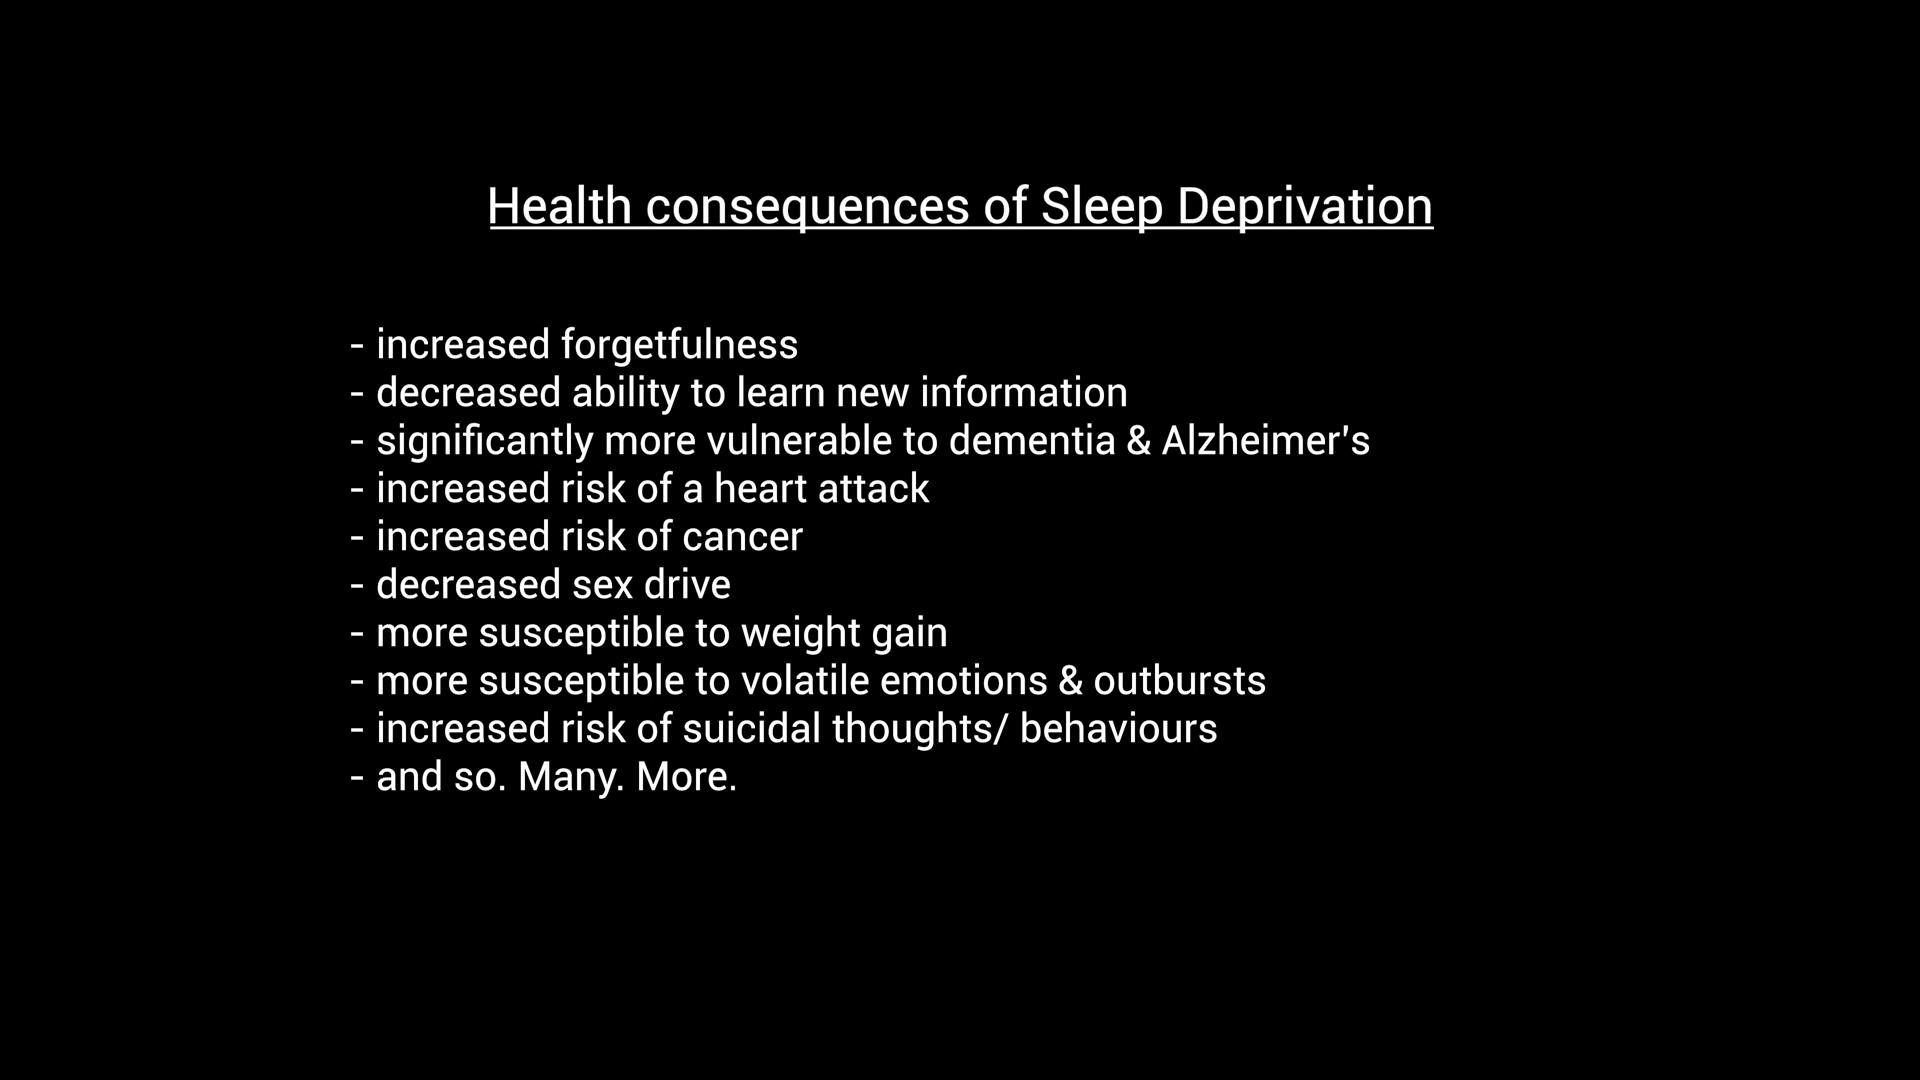 Health consequences of Sleep Deprivation
- increased forgetfulness
- decreased ability to learn new information
- significantly more vulnerable to dementia & Alzheimer's
- increased risk of a heart attack
- increased risk of cancer
- decreased sex drive
- more susceptible to weight gain
- more susceptible to volatile emotions & outbursts
- increased risk of suicidal thoughts/ behaviours
- and so. Many. More.